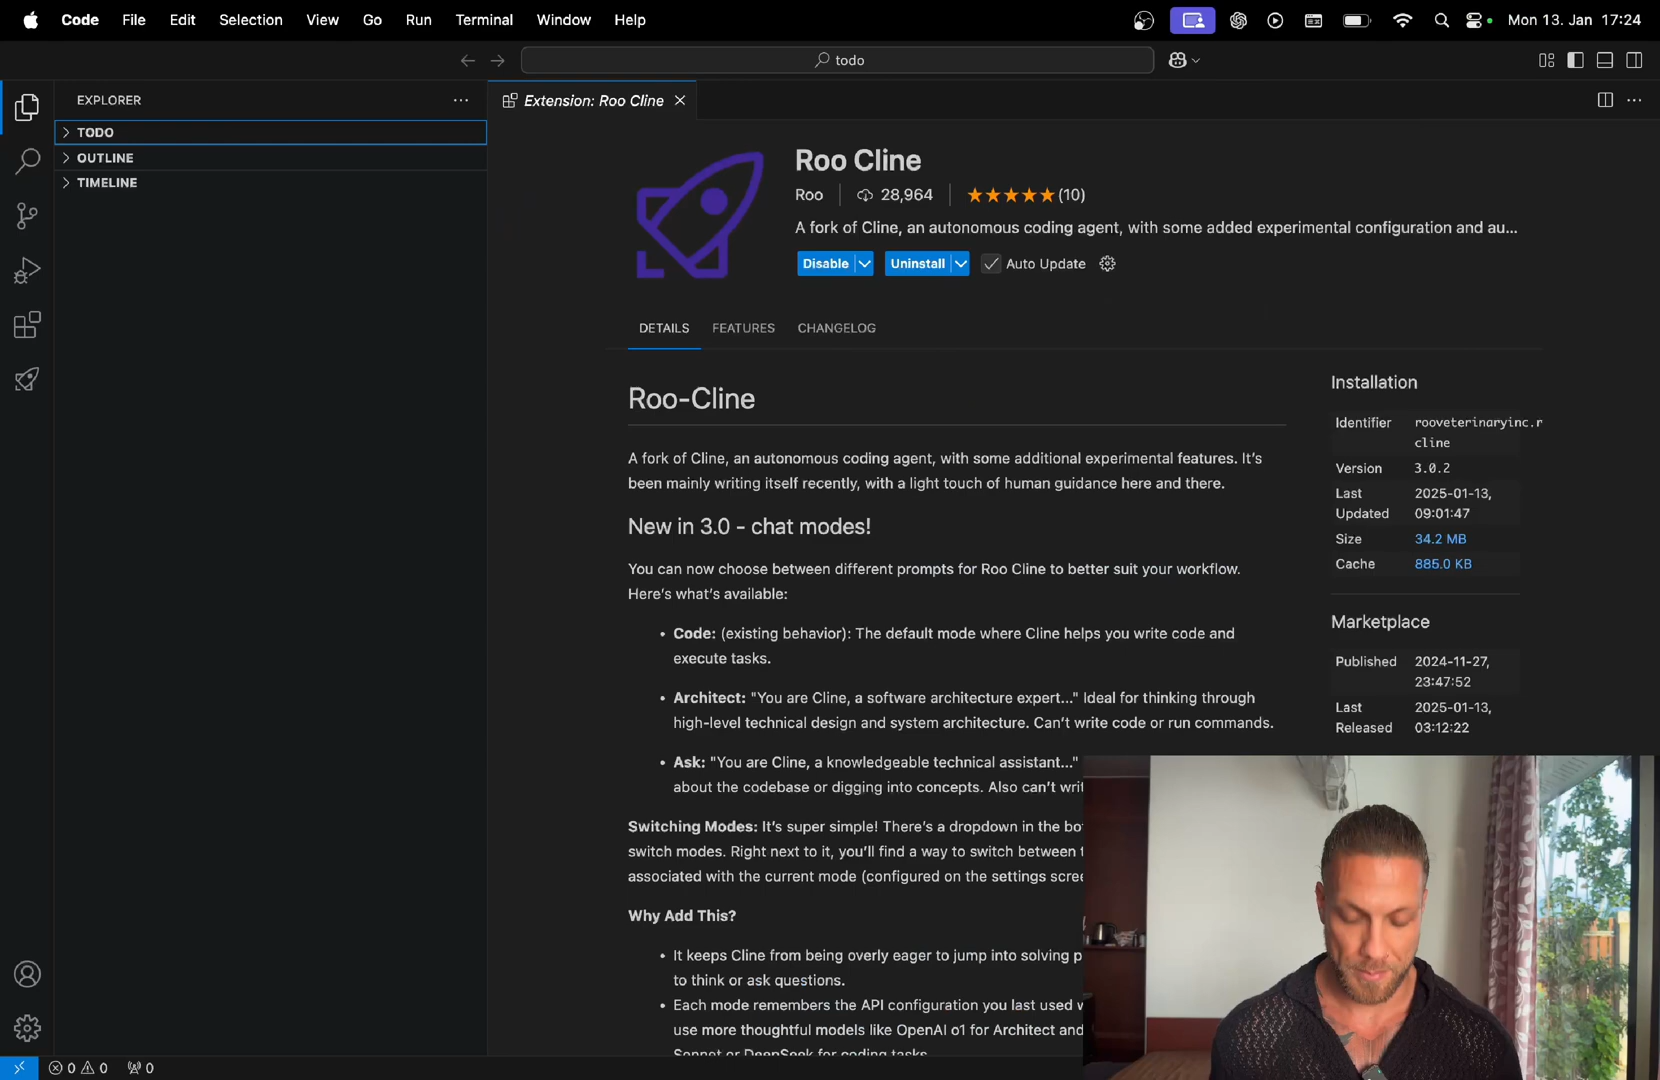 Code File Edit Selection View Go Run Terminal Window Help
Mon 13. Jan 17:24
todo
EXPLORER
TODO
OUTLINE
TIMELINE
Extension: Roo Cline
Roo Cline
Roo 28,964 (10)
A fork of Cline, an autonomous coding agent, with some added experimental configuration and au...
Disable Uninstall Auto Update
DETAILS FEATURES CHANGELOG
Roo-Cline
A fork of Cline, an autonomous coding agent, with some additional experimental features. It's
been mainly writing itself recently, with a light touch of human guidance here and there.
New in 3.0 - chat modes!
You can now choose between different prompts for Roo Cline to better suit your workflow.
Here's what's available:
• Code: (existing behavior): The default mode where Cline helps you write code and
execute tasks.
• Architect: "You are Cline, a software architecture expert..." Ideal for thinking through
high-level technical design and system architecture. Can't write code or run commands.
• Ask: "You are Cline, a knowledgeable technical assistant..."
about the codebase or digging into concepts. Also can't wri
Switching Modes: It's super simple! There's a dropdown in the bo
switch modes. Right next to it, you'll find a way to switch between
associated with the current mode (configured on the settings scre
Why Add This?
• It keeps Cline from being overly eager to jump into solving p
to think or ask questions.
• Each mode remembers the API configuration you last used
use more thoughtful models like OpenAI o1 for Architect and
Sonnet or DeepSeek for coding tasks
Installation
Identifier rooveterinaryinc.r
cline
Version 3.0.2
Last 2025-01-13,
Updated 09:01:47
Size 34.2 MB
Cache 885.0 KB
Marketplace
Published 2024-11-27,
23:47:52
Last 2025-01-13,
Released 03:12:22
0 0 0